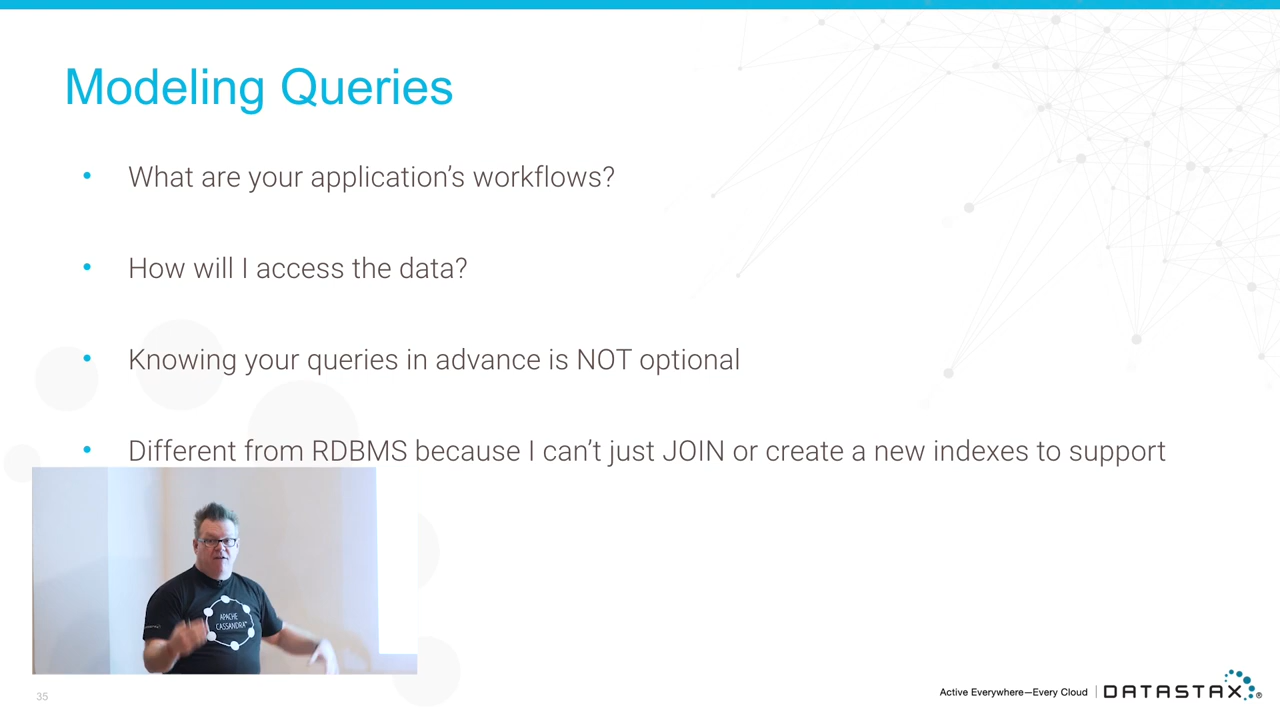 Modeling Queries
• What are your application’s workflows?
• How will I access the data?
• Knowing your queries in advance is NOT optional
• Different from RDBMS because I can’t just JOIN or create a new indexes to support
APACHE
CASSANDRA
35
Active Everywhere—Every Cloud | DATASTAX®